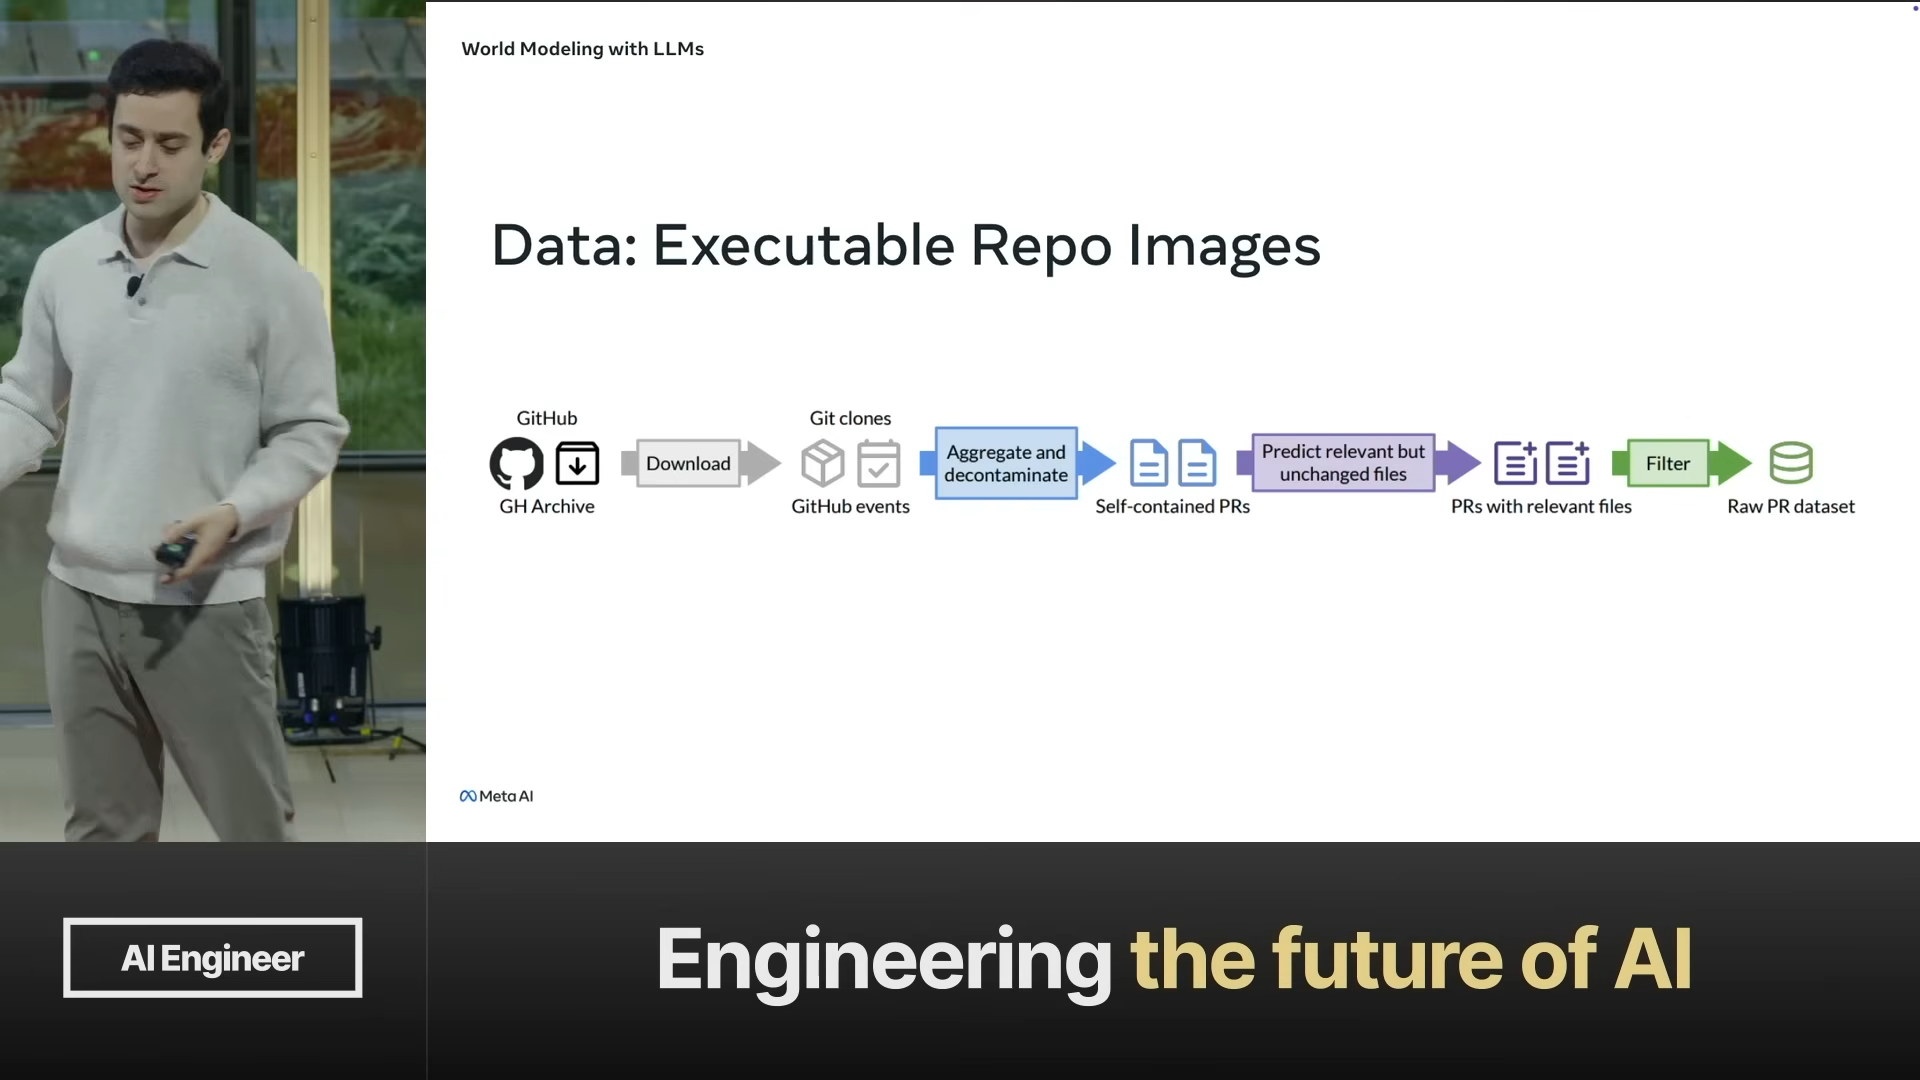 World Modeling with LLMs
Data: Executable Repo Images
GitHub
GH Archive
Download
Git clones
GitHub events
Aggregate and
decontaminate
Self-contained PRs
Predict relevant but
unchanged files
PRs with relevant files
Filter
Raw PR dataset
Meta AI
AI Engineer
Engineering the future of AI